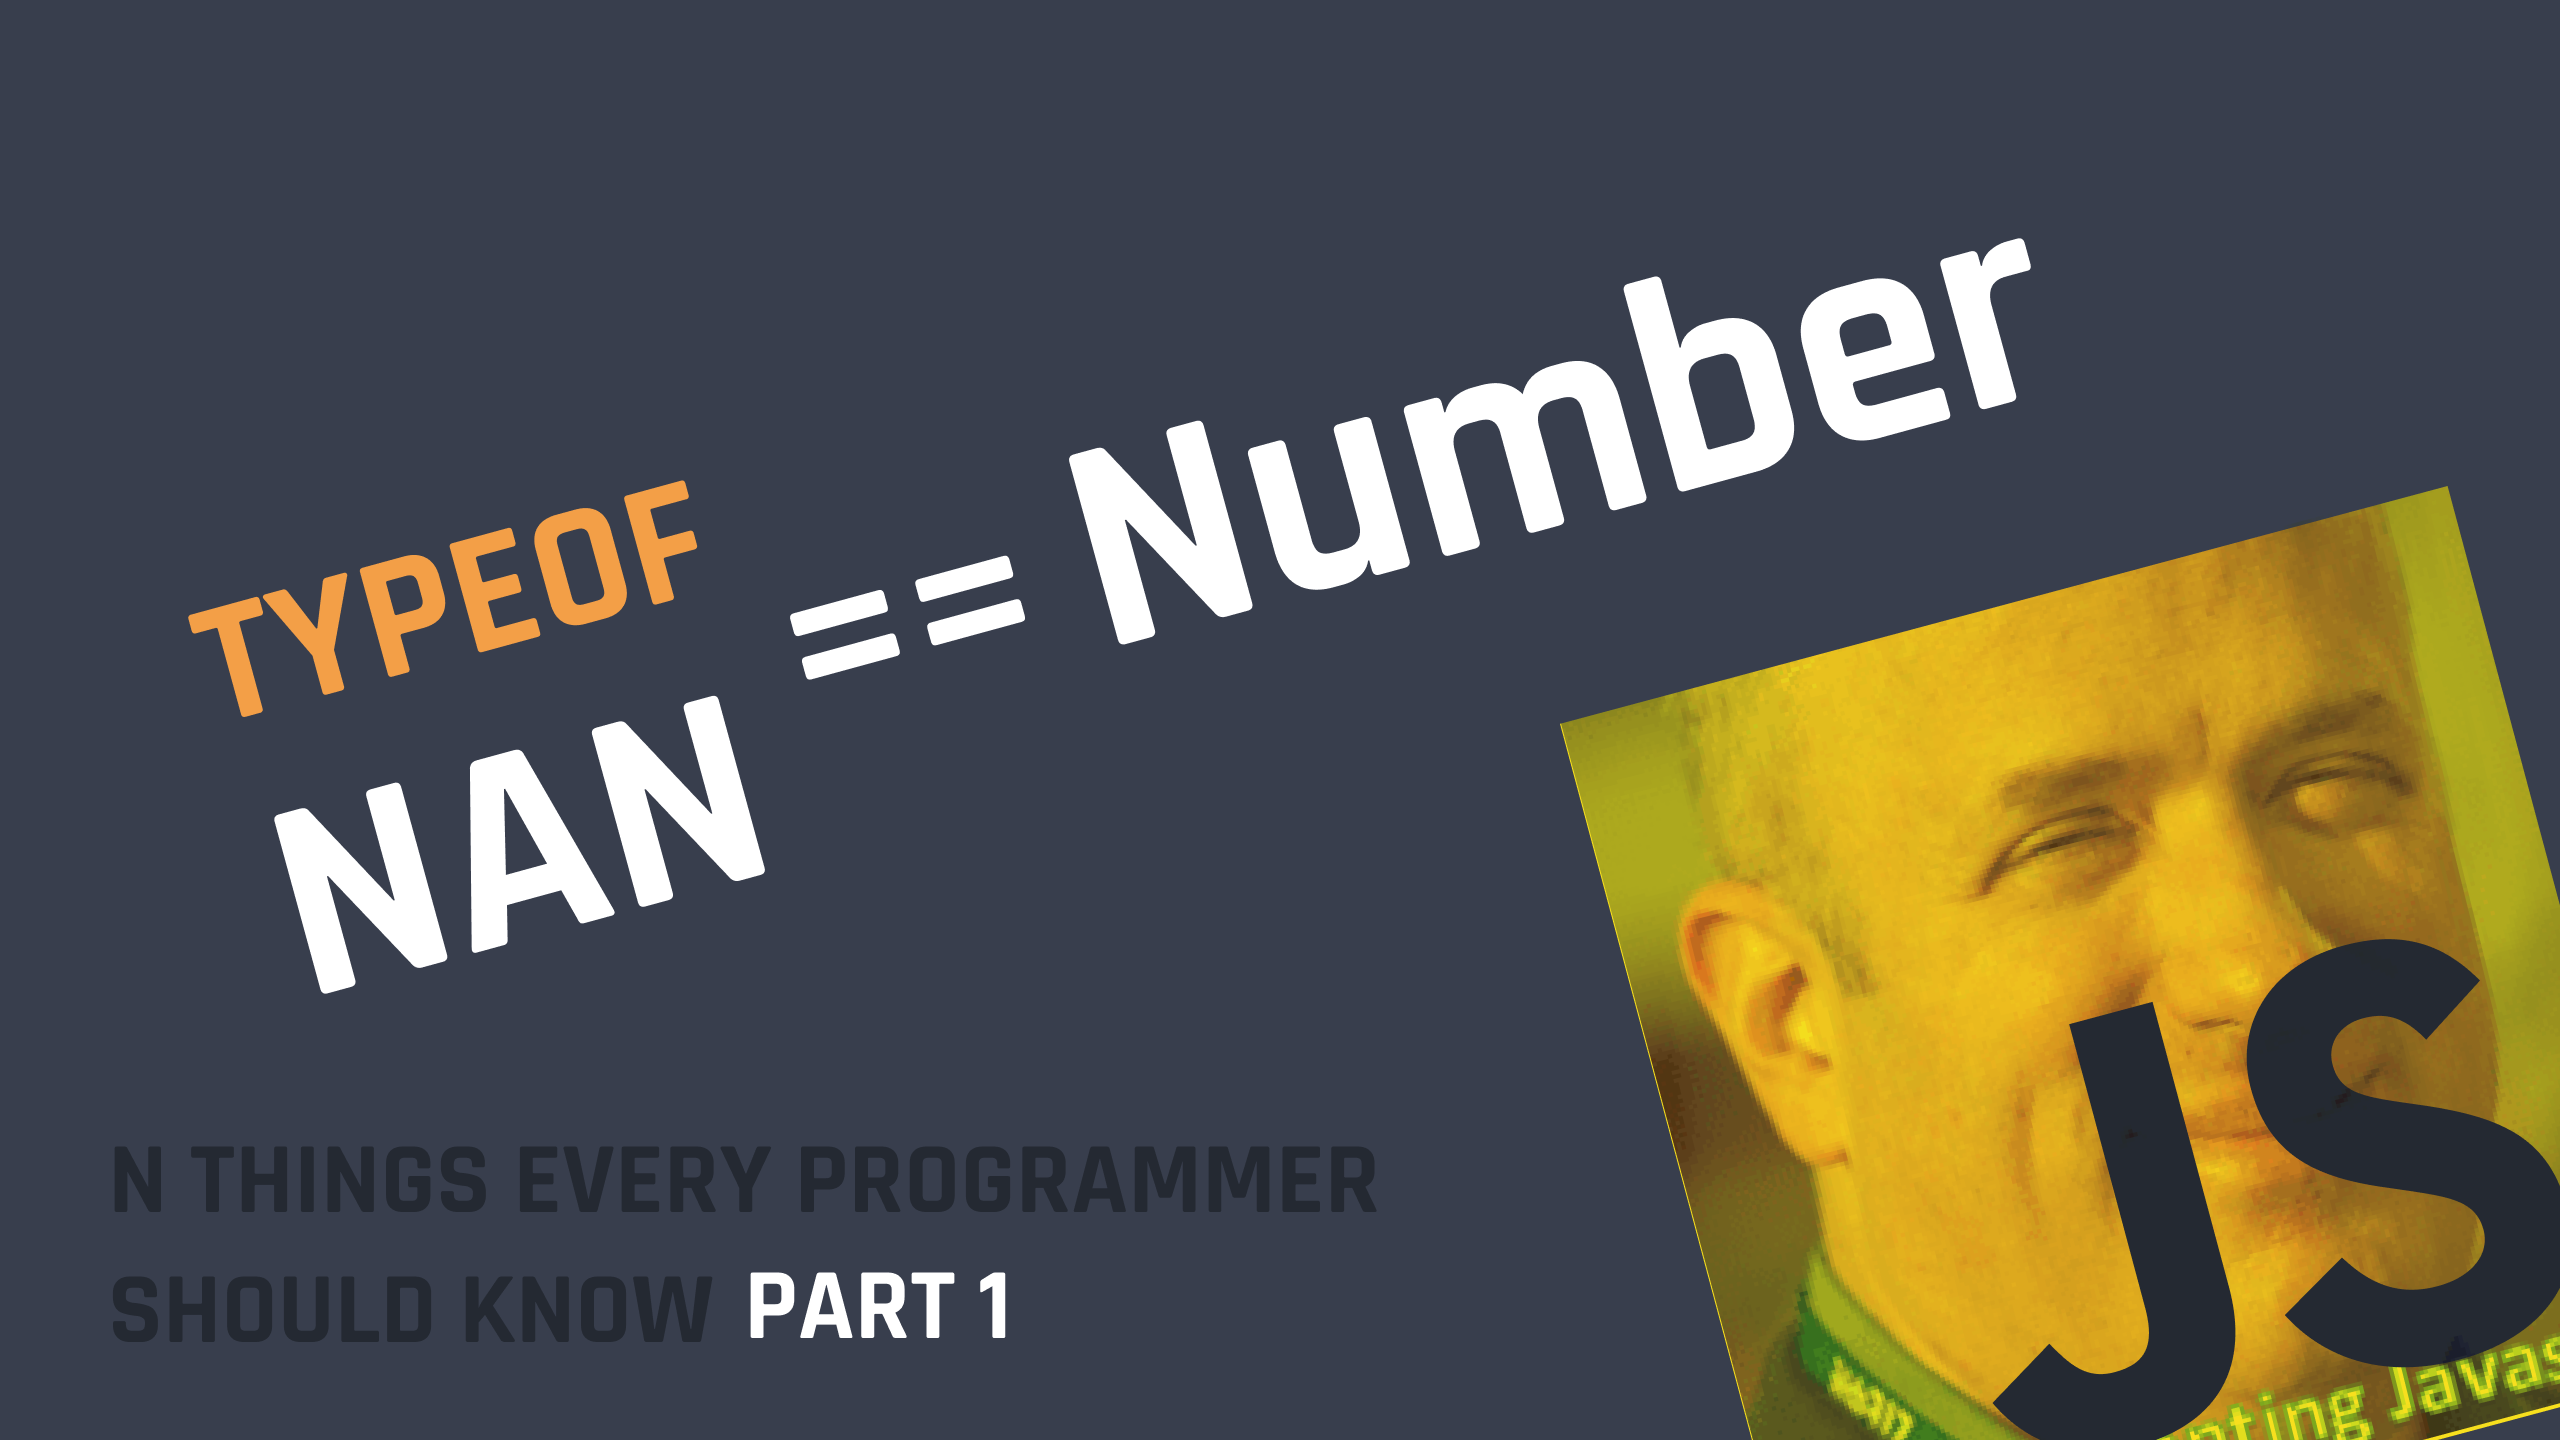 TYPEOF
NAN
== Number
N THINGS EVERY PROGRAMMER
SHOULD KNOW PART 1
JS